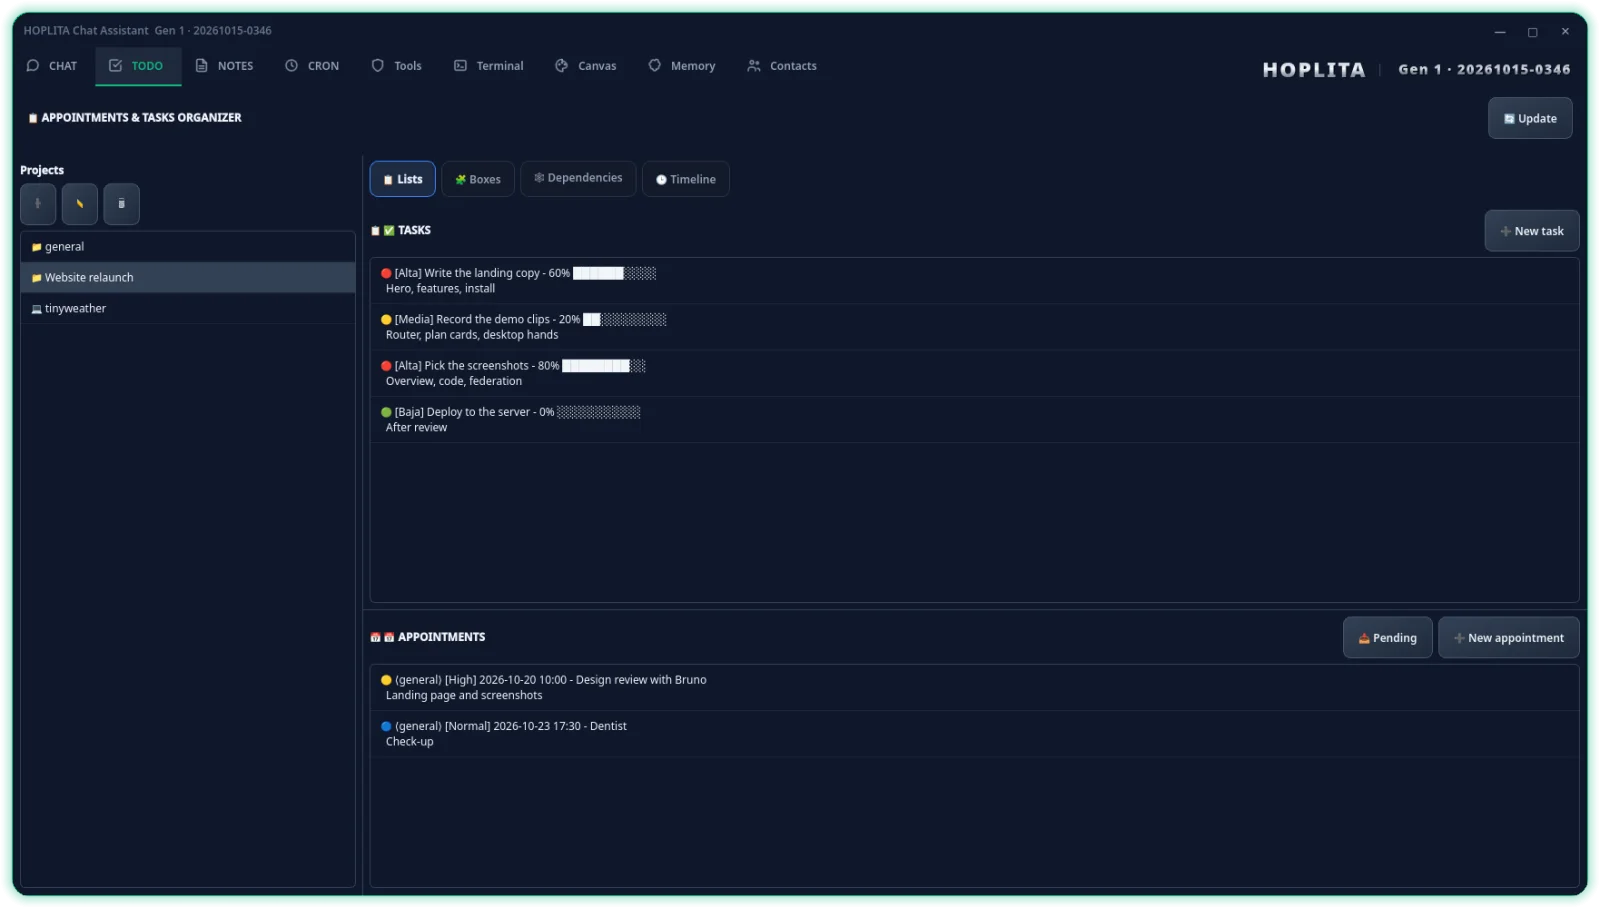 HOPLITA Chat Assistant Gen 1 · 20261015-0346
CHAT
TODO
NOTES
CRON
Tools
Terminal
Canvas
Memory
Contacts
HOPLITA | Gen 1 · 20261015-0346
APPOINTMENTS & TASKS ORGANIZER
Update
Projects
general
Website relaunch
tinyweather
Lists
Boxes
Dependencies
Timeline
TASKS
New task
[Alta] Write the landing copy - 60% ██████░░░░
Hero, features, install
[Media] Record the demo clips - 20% ██░░░░░░░░
Router, plan cards, desktop hands
[Alta] Pick the screenshots - 80% ████████░░
Overview, code, federation
[Baja] Deploy to the server - 0% ░░░░░░░░░░
After review
APPOINTMENTS
Pending
New appointment
(general) [High] 2026-10-20 10:00 - Design review with Bruno
Landing page and screenshots
(general) [Normal] 2026-10-23 17:30 - Dentist
Check-up